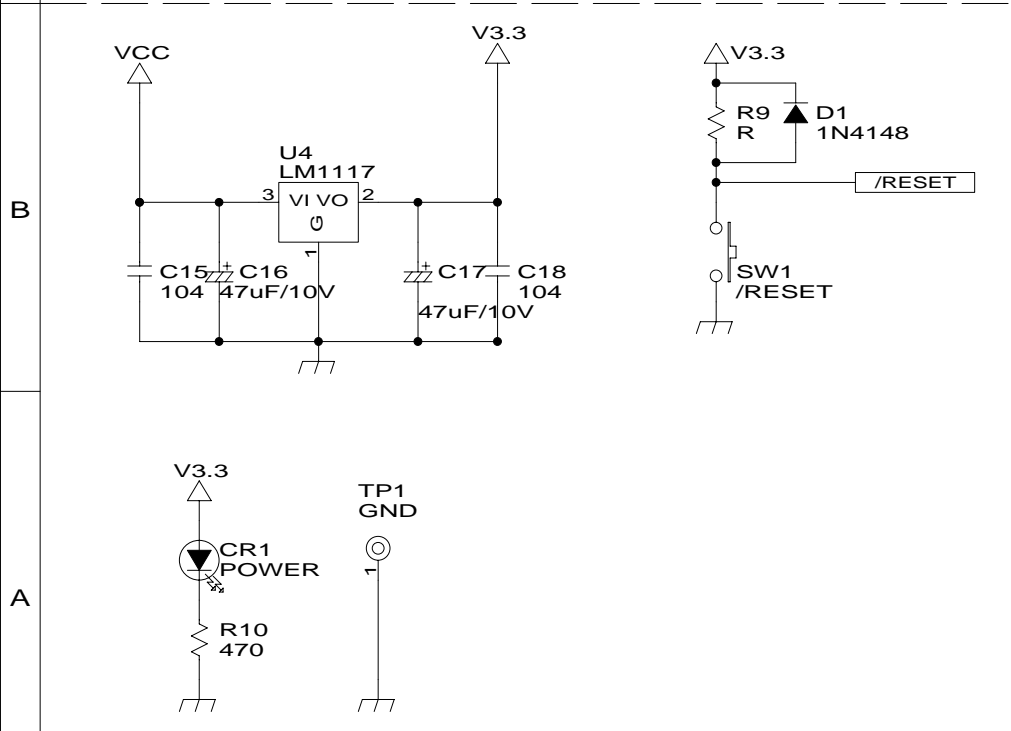 B
VCC
V3.3
U4
LM1117
3
VI VO
2
G
1
C15
104
C16
47uF/10V
C17
47uF/10V
C18
104
V3.3
R9
R
D1
1N4148
/RESET
SW1
/RESET
A
V3.3
CR1
POWER
R10
470
TP1
GND
1